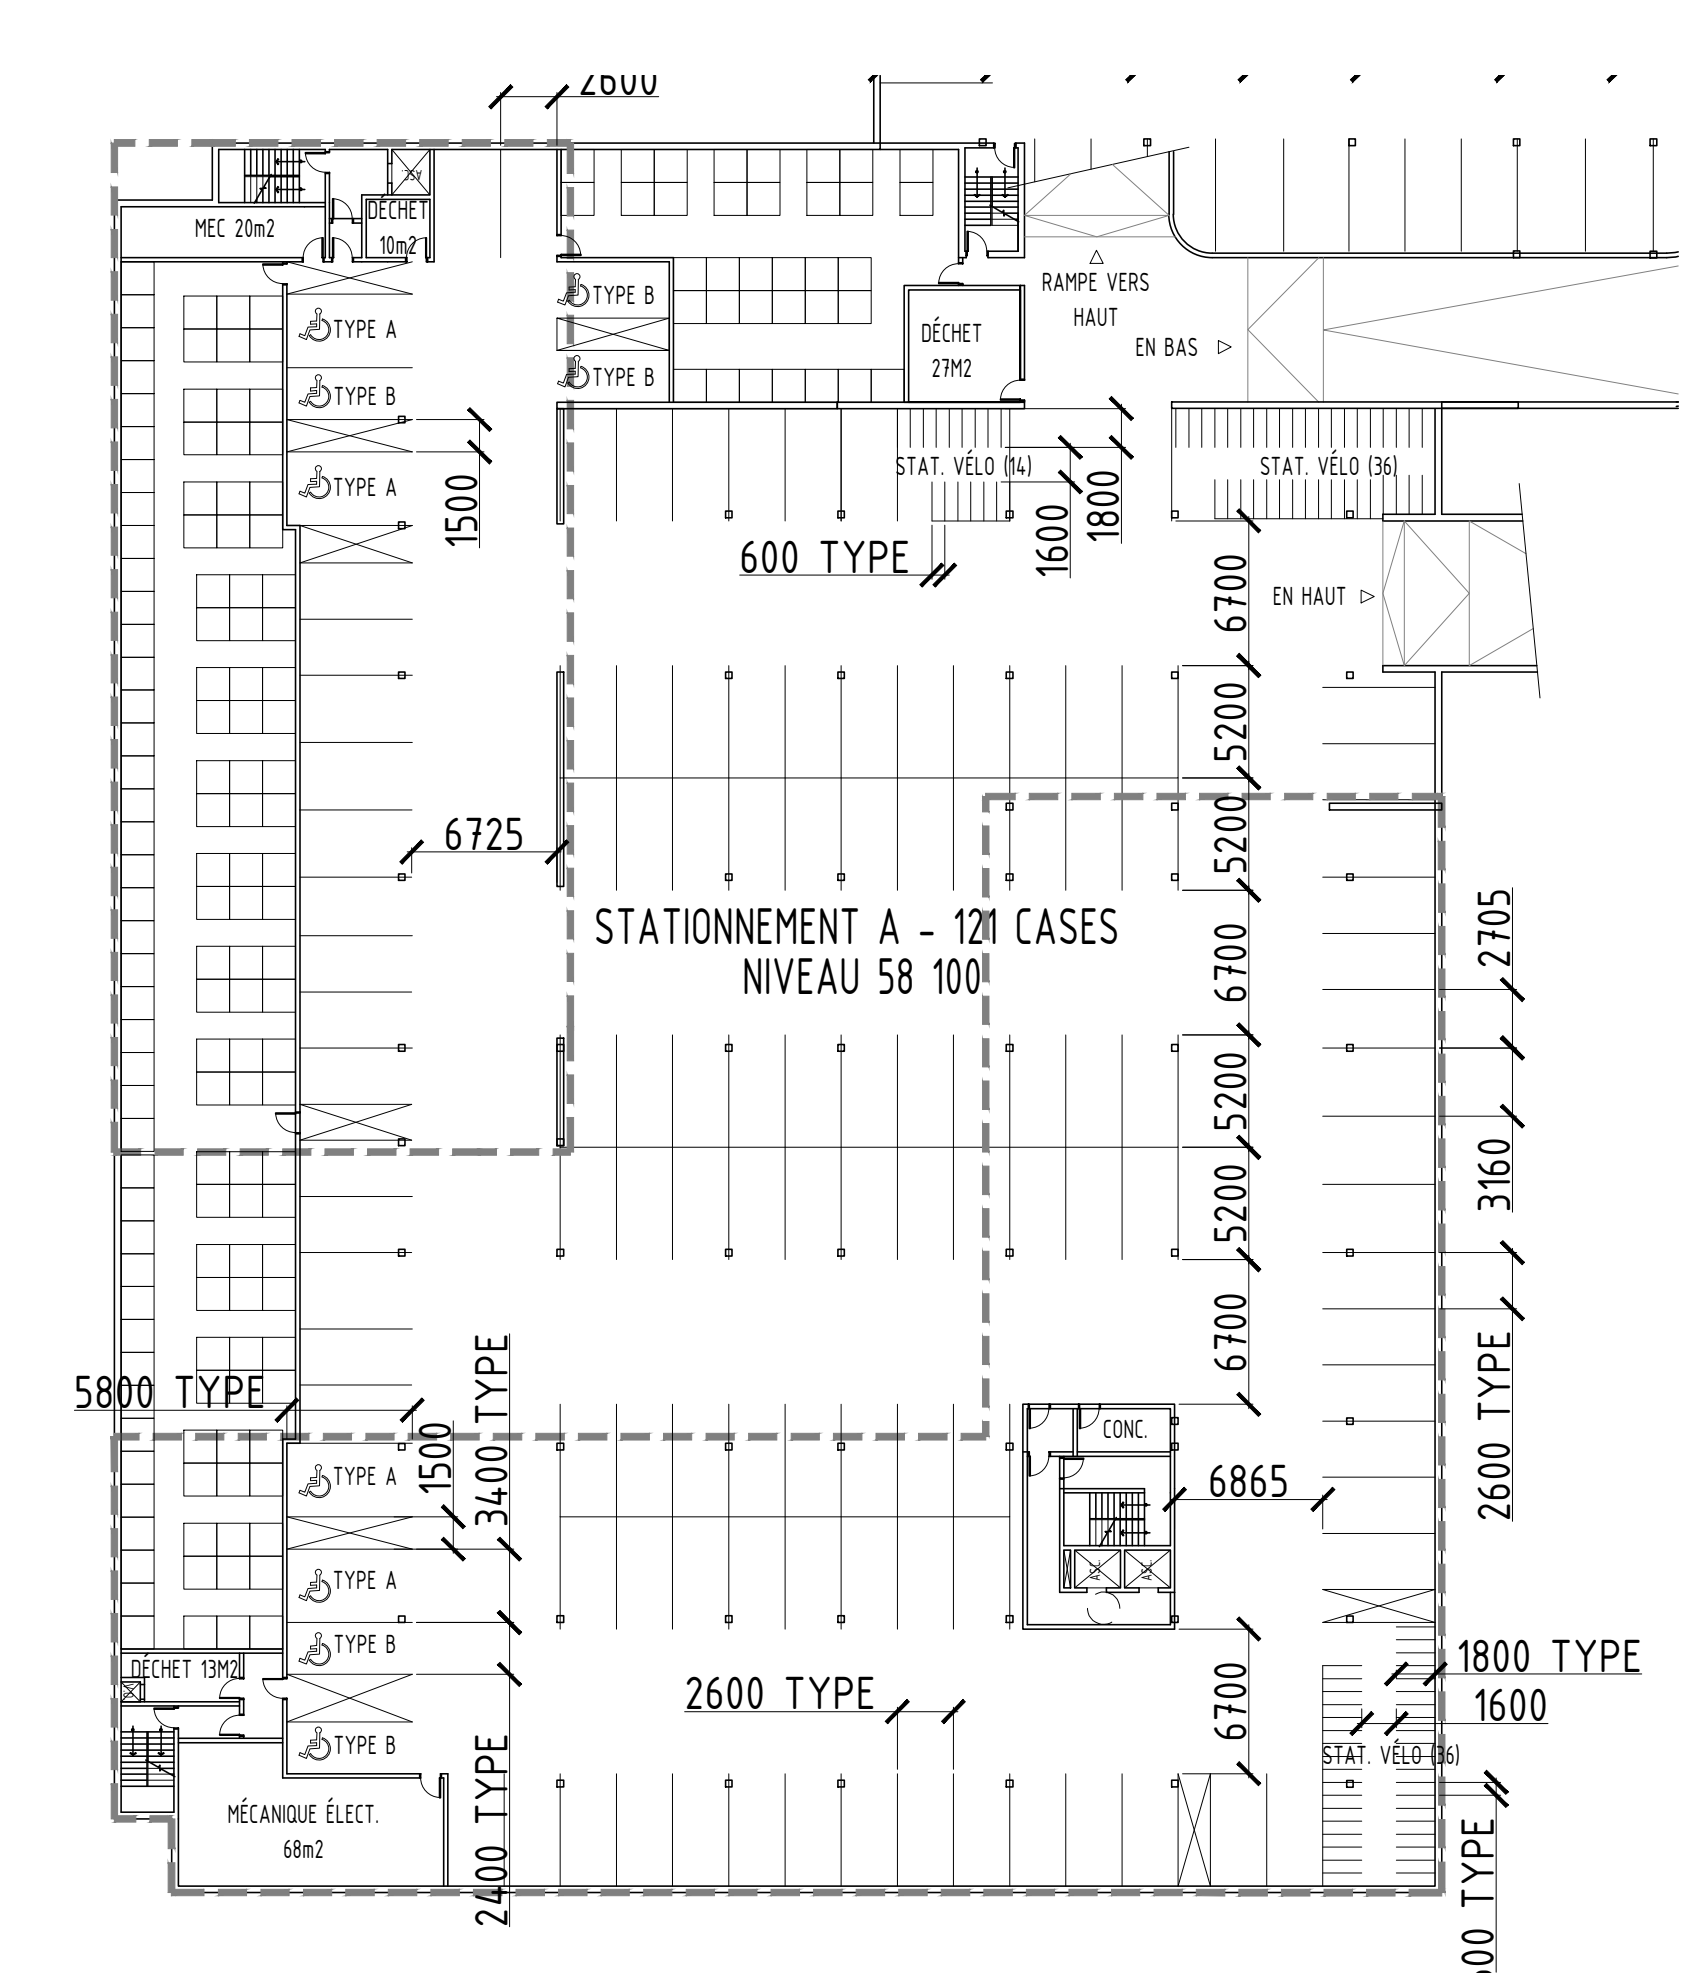 2600
MEC 20m2
DÉCHET
10m2
ASC.
TYPE A
TYPE B
TYPE A
TYPE B
TYPE B
DÉCHET
27M2
RAMPE VERS
HAUT
EN BAS
STAT. VÉLO (14)
STAT. VÉLO (36)
1500
600 TYPE
1600
1800
6700
EN HAUT
5200
6725
5200
STATIONNEMENT A - 121 CASES
NIVEAU 58 100
6700
2705
5200
3160
5200
6700
2600 TYPE
5800 TYPE
3400 TYPE
1500
CONC.
TYPE A
6865
TYPE A
ASC.
ASC.
TYPE B
DÉCHET 13M2
1800 TYPE
2600 TYPE
6700
1600
TYPE B
STAT. VÉLO (36)
MÉCANIQUE ÉLECT.
68m2
2400 TYPE